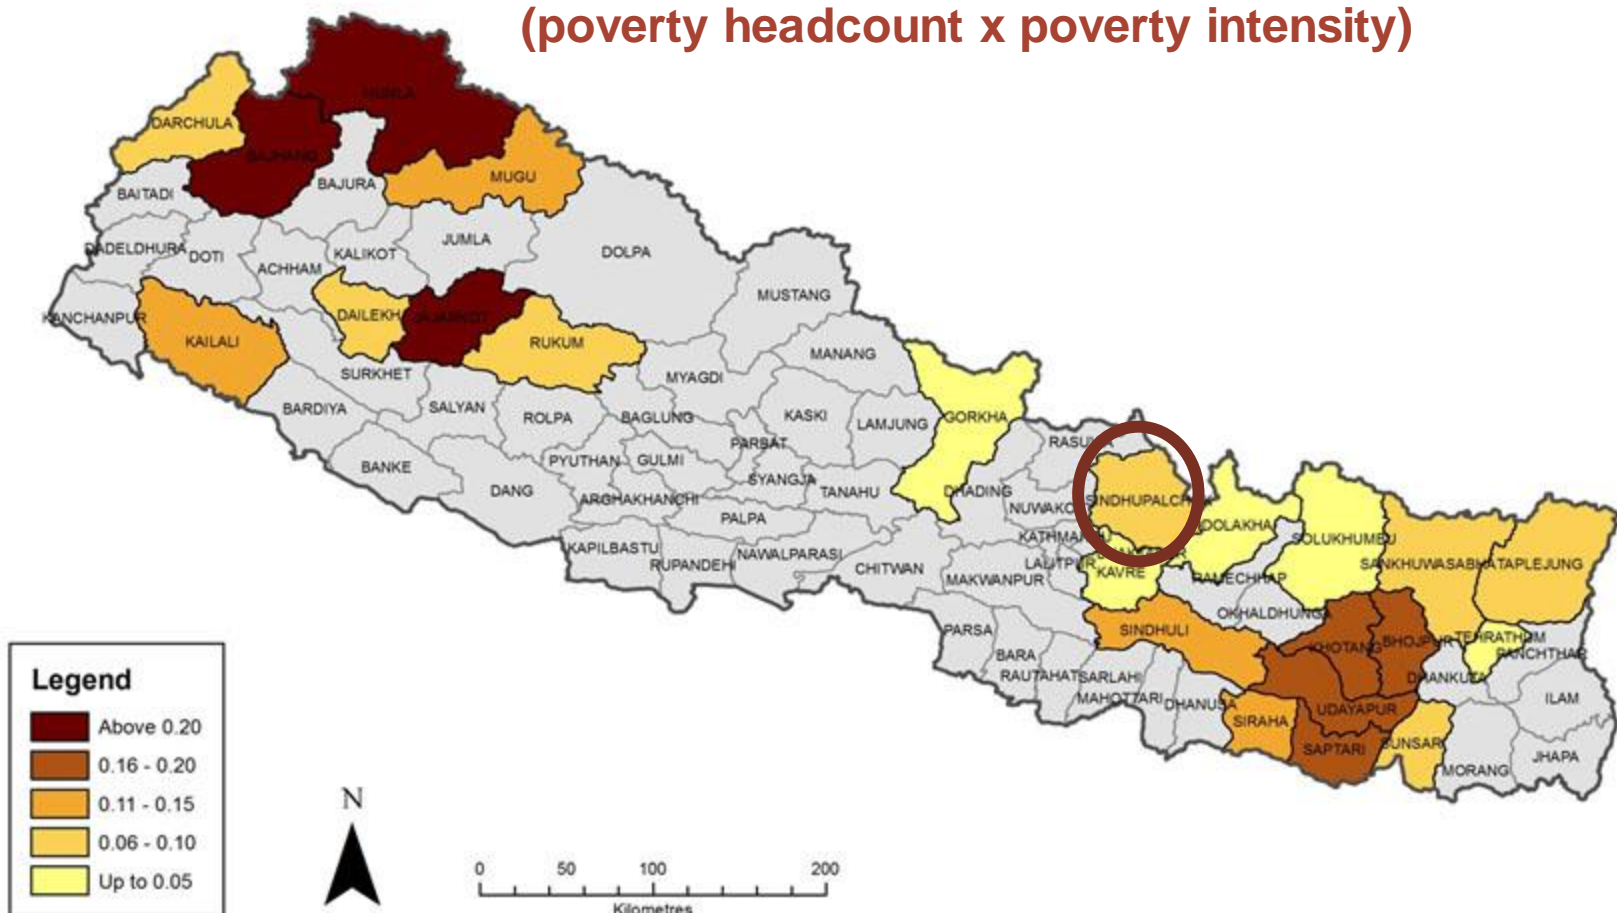 (poverty headcount x poverty intensity)
HUMLA
DARCHULA
BAJHANG
MUGU
BAJURA
BAITADI
JUMLA
DADELDHURA
DOTI
KALIKOT
DOLPA
ACHHAM
MUSTANG
KANCHANPUR
DAILEKH
JAJARKOT
KAILALI
RUKUM
MANANG
SURKHET
MYAGDI
BARDIYA
SALYAN
ROLPA
BAGLUNG
KASKI
LAMJUNG
GORKHA
PARBAT
RASUWA
PYUTHAN
GULMI
BANKE
SYANGJA
DANG
ARGHAKHANCHI
TANAHU
DHADING
SINDHUPALCHOK
NUWAKO
PALPA
DOLAKHA
KATHMANDU
SOLUKHUMBU
KAPILBASTU
NAWALPARASI
RUPANDEHI
CHITWAN
LALITPUR
KAVRE
SANKHUWASABHA
TAPLEJUNG
MAKWANPUR
RAMECHHAP
OKHALDHUNGA
PARSA
SINDHULI
KHOTANG
BHOJPUR
TEHRATHUM
PANCHTHAR
BARA
RAUTAHAT
SARLAHI
DHANKUTA
MAHOTTARI
DHANUSA
ILAM
UDAYAPUR
SIRAHA
SAPTARI
SUNSARI
MORANG
JHAPA
Legend
Above 0.20
0.16 - 0.20
0.11 - 0.15
0.06 - 0.10
Up to 0.05
N
0 50 100 200
Kilometres